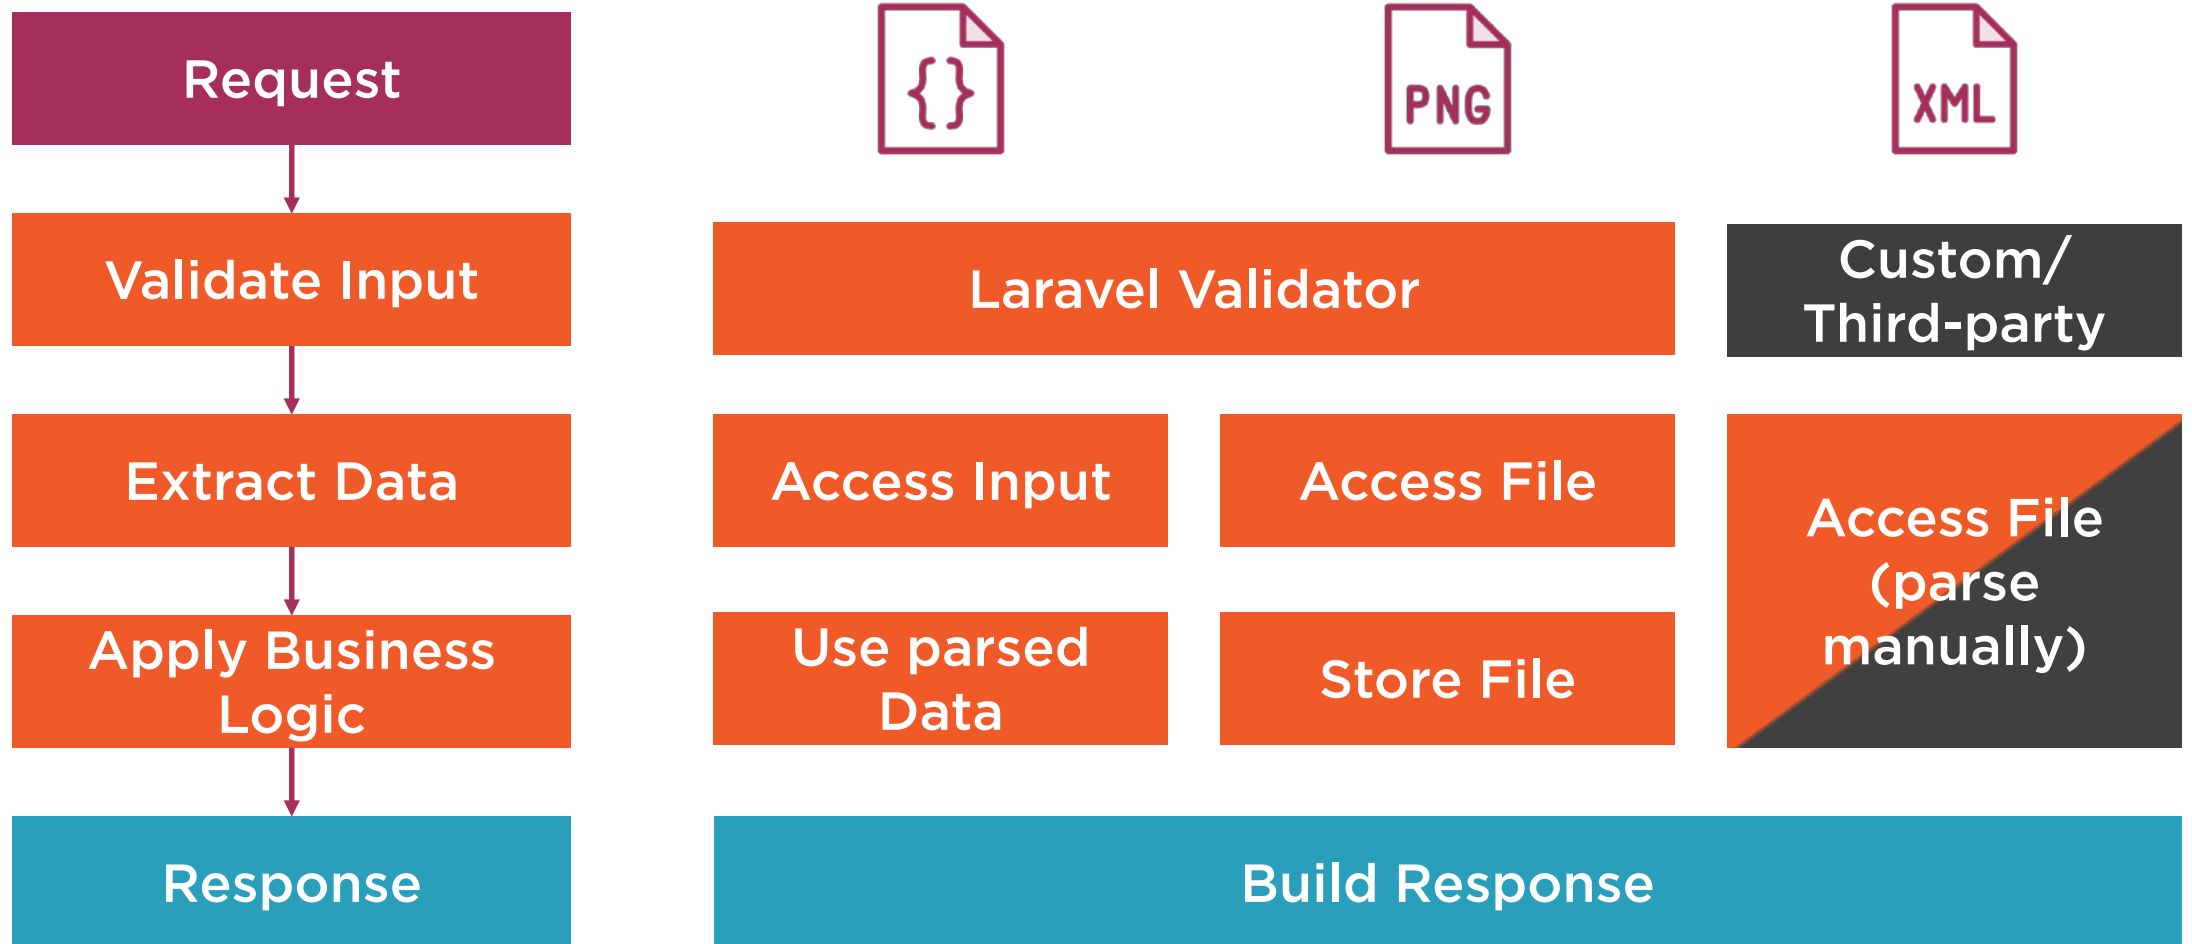 Request
{}
PNG
XML
Validate Input
Laravel Validator
Custom/
Third-party
Extract Data
Access Input
Access File
Access File
(parse
manually)
Apply Business
Logic
Use parsed
Data
Store File
Response
Build Response